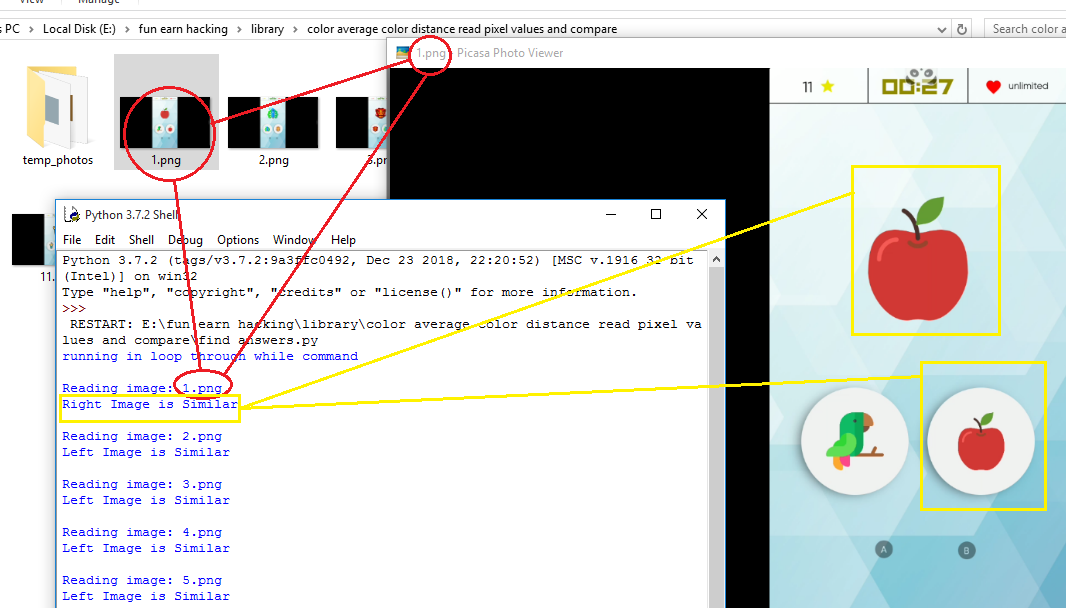 View
Manage
PC > Local Disk (E:) > fun earn hacking > library > color average color distance read pixel values and compare
Search color
1.png
Picasa Photo Viewer
temp_photos
1.png
2.png
3.pn
11.
11
00:27
unlimited
Python 3.7.2 Shell
File Edit Shell Debug Options Window Help
Python 3.7.2 (tags/v3.7.2:9a3ffc0492, Dec 23 2018, 22:20:52) [MSC v.1916 32 bit
(Intel)] on win32
Type "help", "copyright", "credits" or "license()" for more information.
>>>
RESTART: E:\fun earn hacking\library\color average color distance read pixel va
lues and compare\find answers.py
running in loop through while command
Reading image: 1.png
Right Image is Similar
Reading image: 2.png
Left Image is Similar
Reading image: 3.png
Left Image is Similar
Reading image: 4.png
Left Image is Similar
Reading image: 5.png
Left Image is Similar
A
B